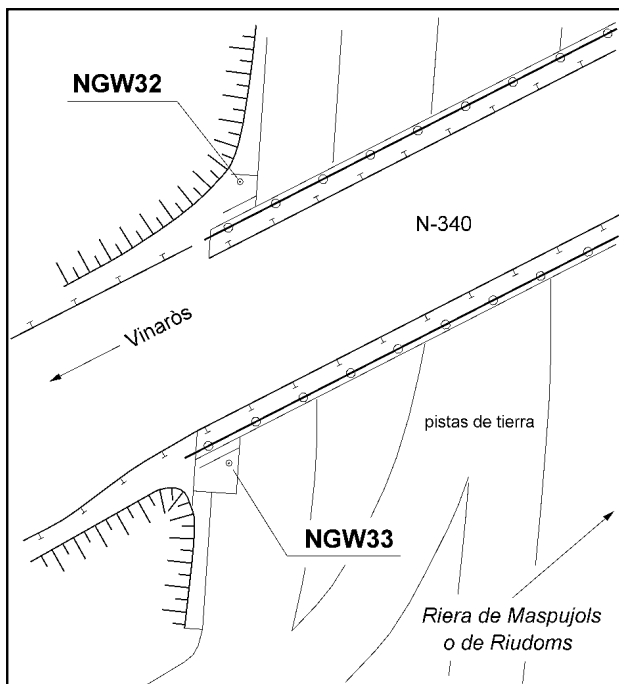 NGW32
N-340
Vinaròs
pistas de tierra
NGW33
Riera de Maspujols
o de Riudoms